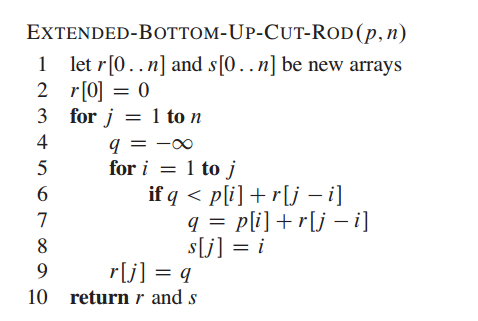 EXTENDED-BOTTOM-UP-CUT-ROD(p, n)
1 let r[0..n] and s[0..n] be new arrays
2 r[0] = 0
3 for j = 1 to n
4 q = -∞
5 for i = 1 to j
6 if q < p[i] + r[j - i]
7 q = p[i] + r[j - i]
8 s[j] = i
9 r[j] = q
10 return r and s